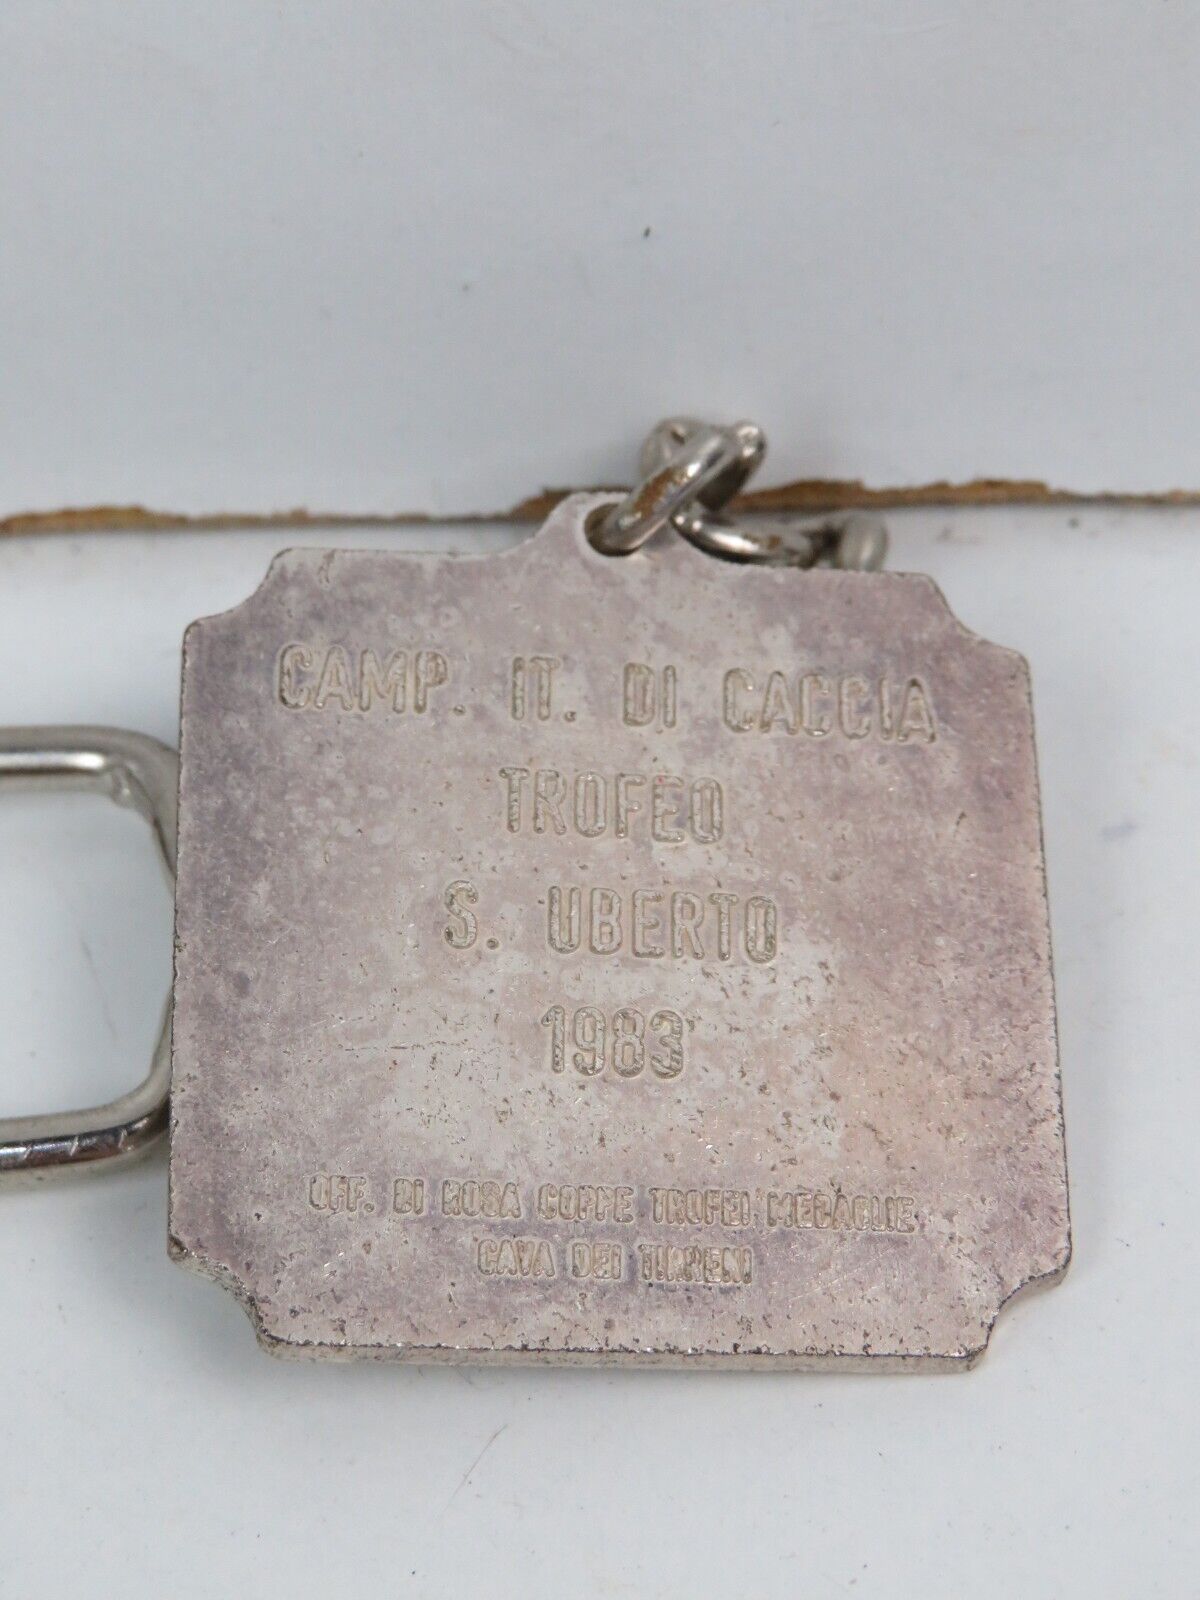 CAMP. IT. DI CACCIA
TROFEO
S. UBERTO
1983
OFF. DI ROSA COPPE TROFEI MEDAGLIE
CAVA DEI TIRRENI